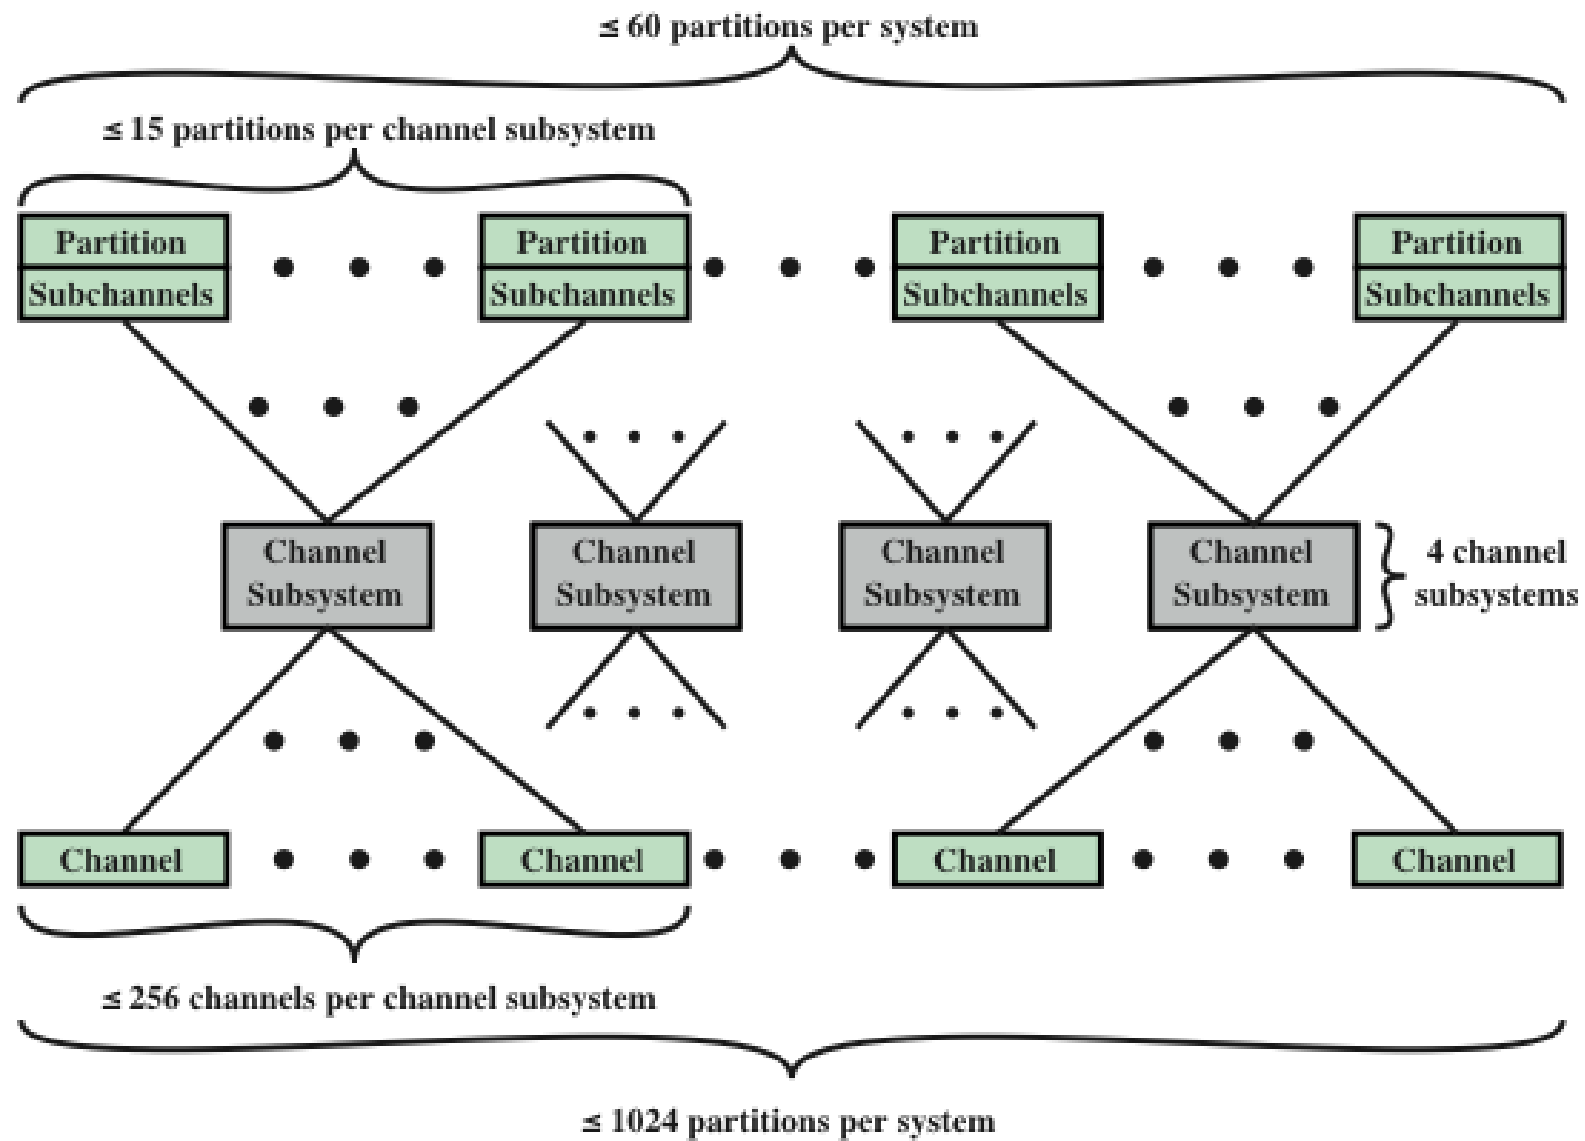 ≤ 60 partitions per system
≤ 15 partitions per channel subsystem
Partition
Subchannels
Partition
Subchannels
Partition
Subchannels
Partition
Subchannels
Channel
Subsystem
Channel
Subsystem
Channel
Subsystem
Channel
Subsystem
4 channel
subsystems
Channel
Channel
Channel
Channel
≤ 256 channels per channel subsystem
≤ 1024 partitions per system